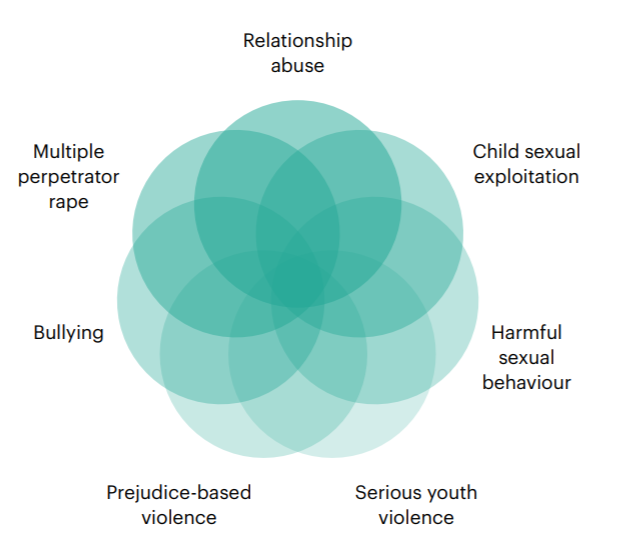 Relationship
abuse
Multiple
perpetrator
rape
Child sexual
exploitation
Bullying
Harmful
sexual
behaviour
Prejudice-based
violence
Serious youth
violence